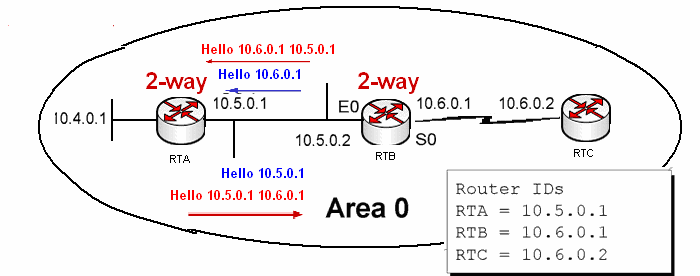 Hello 10.6.0.1 10.5.0.1
Hello 10.6.0.1
2-way
2-way
10.4.0.1
10.5.0.1
E0
10.6.0.1
10.6.0.2
10.5.0.2
S0
RTA
RTB
RTC
Hello 10.5.0.1
Hello 10.5.0.1 10.6.0.1
Area 0
Router IDs
RTA = 10.5.0.1
RTB = 10.6.0.1
RTC = 10.6.0.2